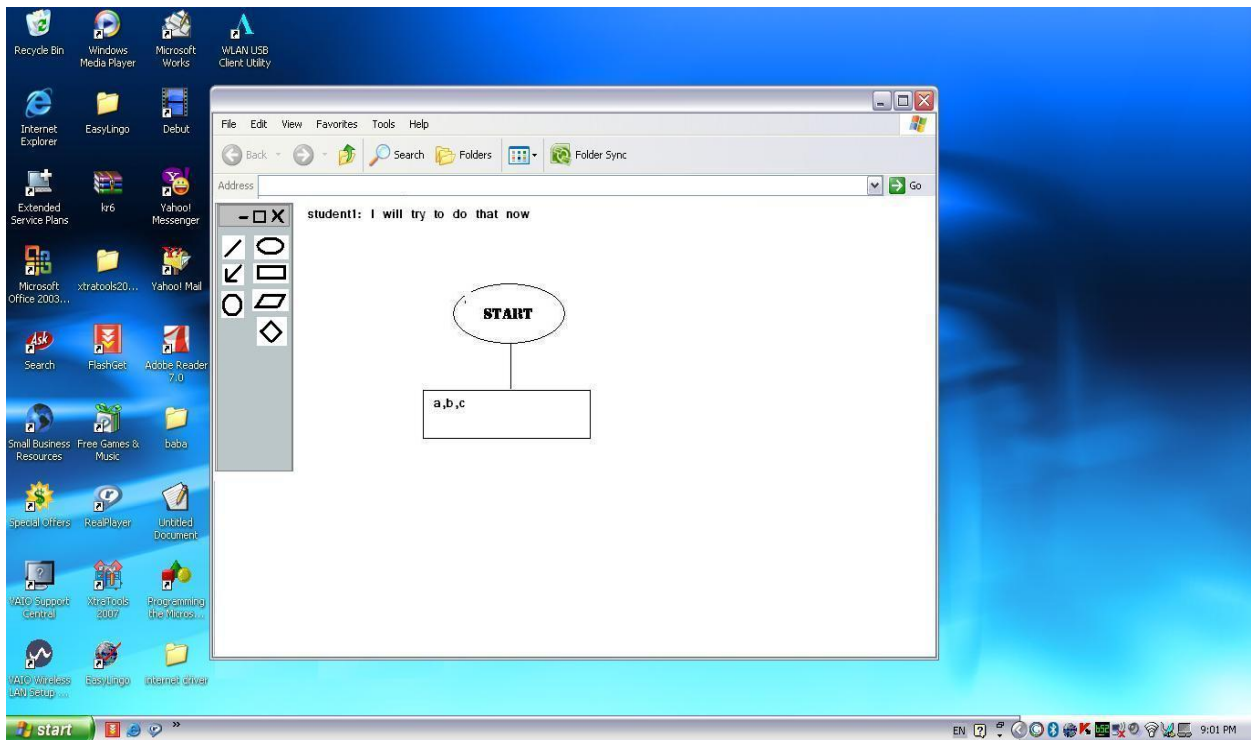 Recycle Bin
Windows
Media Player
Microsoft
Works
WLAN USB
Client Utility
Internet
Explorer
EasyLingo
Debut
Extended
Service Plans
kr6
Yahoo!
Messenger
Microsoft
Office 2003...
xtratools20...
Yahoo! Mail
Ask
Search
FlashGet
Adobe Reader
7.0
Small Business
Resources
Free Games &
Music
baba
Special Offers
RealPlayer
Untitled
Document
VAIO Support
Central
XtraTools
2007
Programming
the Micros...
VAIO Wireless
LAN Setup ...
EasyLingo
internet driver
File Edit View Favorites Tools Help
Back Search Folders Folder Sync
Address Go
student1: I will try to do that now
START
a,b,c
start
EN
9:01 PM